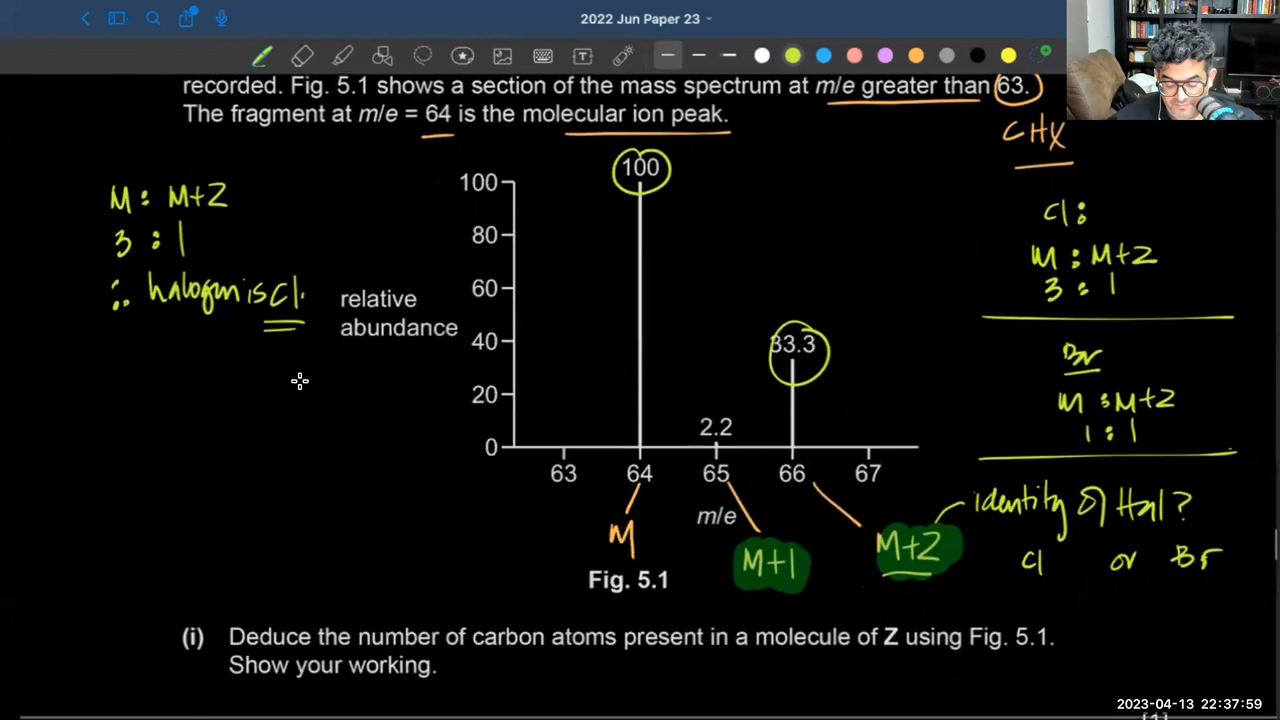 2022 Jun Paper 23
recorded. Fig. 5.1 shows a section of the mass spectrum at m/e greater than 63.
The fragment at m/e = 64 is the molecular ion peak.
CHX
M : M+2
3 : 1
∴ halogen is Cl.
relative
abundance
100
80
60
40
20
0
100
2.2
33.3
63 64 65 66 67
m/e
M
M+1
M+2
Fig. 5.1
Cl:
M : M+2
3 : 1
Br
M : M+2
1 : 1
identity of Hal?
Cl or Br
(i) Deduce the number of carbon atoms present in a molecule of Z using Fig. 5.1.
Show your working.
2023-04-13 22:37:59